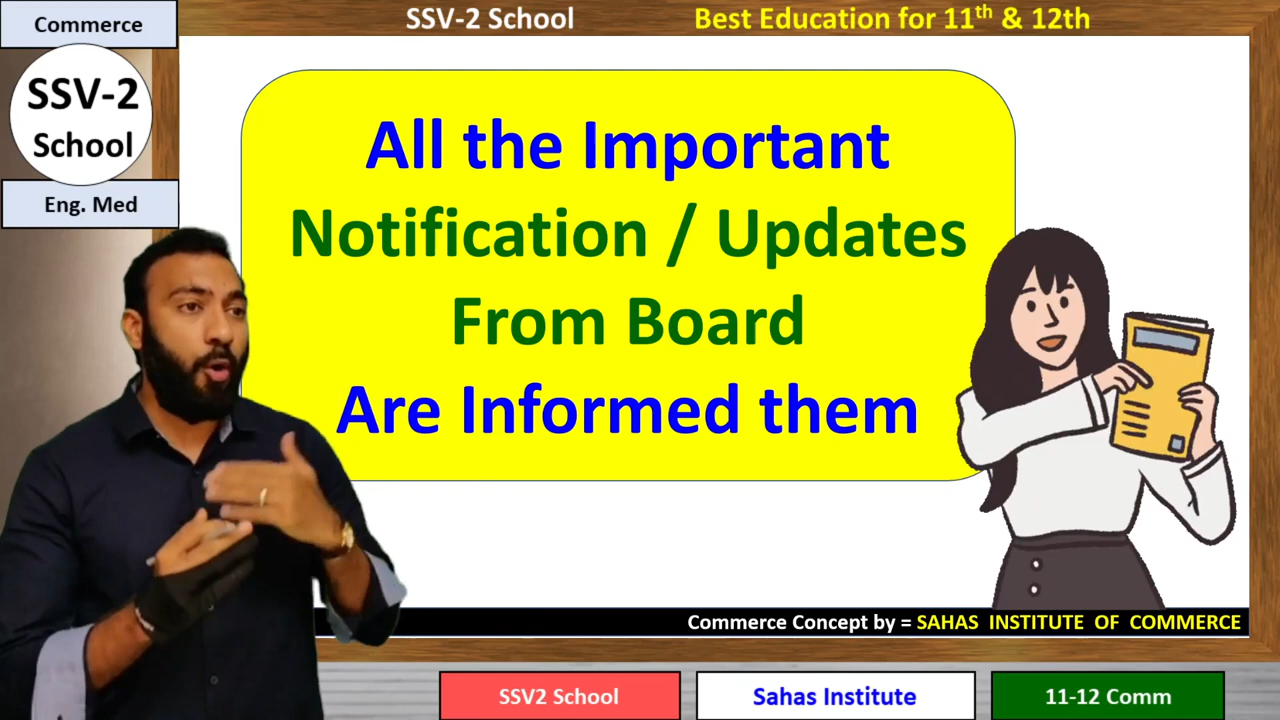 Commerce
SSV-2
School
Eng. Med
SSV-2 School
Best Education for 11th & 12th
All the Important
Notification / Updates
From Board
Are Informed them
Commerce Concept by = SAHAS INSTITUTE OF COMMERCE
SSV2 School
Sahas Institute
11-12 Comm